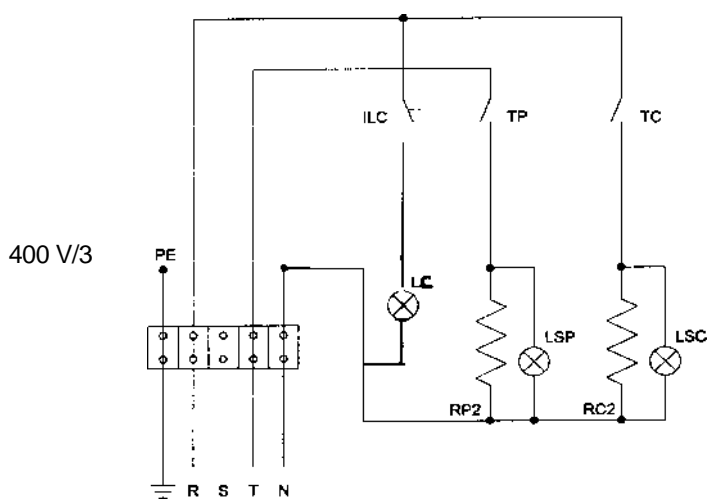 ILC
TP
TC
400 V/3
PE
LC
LSP
LSC
RP2
RC2
R S T N